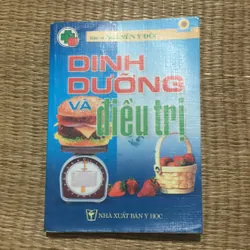 NGUYỄN Ý ĐỨC
DINH
DƯỠNG
VÀ
điều trị
NHÀ XUẤT BẢN Y HỌC